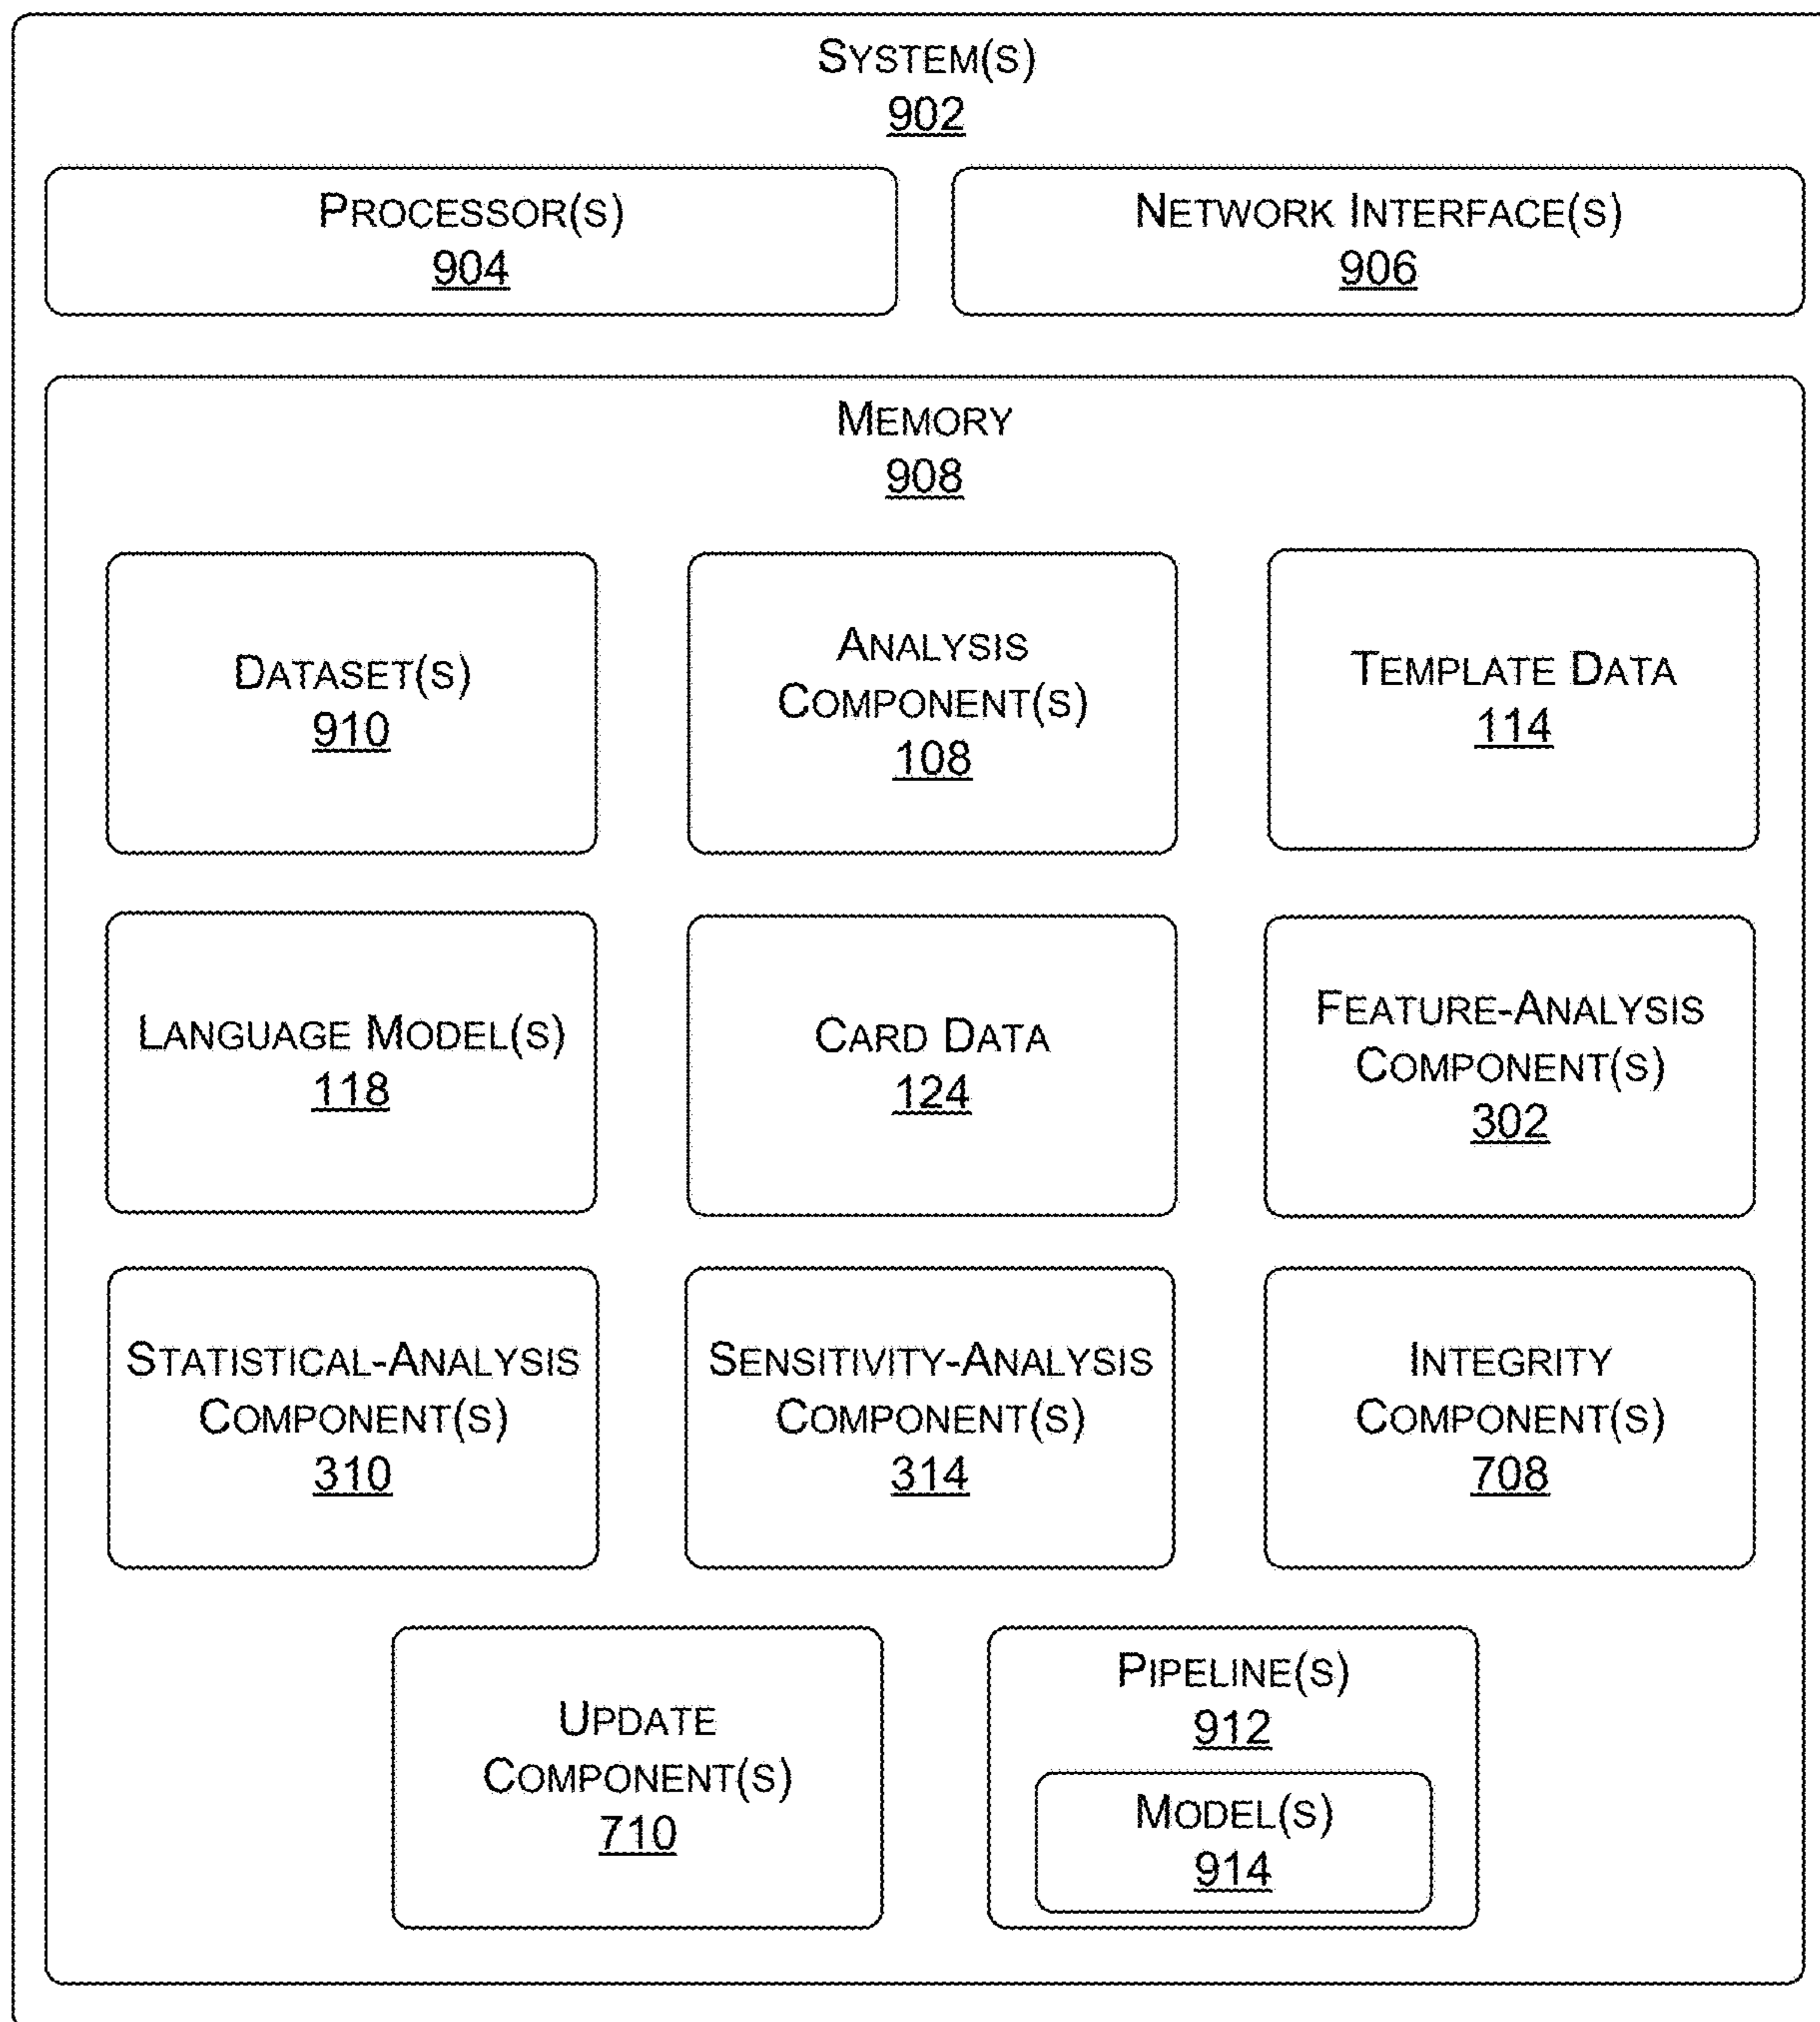 SYSTEM(S)
902
PROCESSOR(S)
904
NETWORK INTERFACE(S)
906
MEMORY
908
DATASET(S)
910
ANALYSIS
COMPONENT(S)
108
TEMPLATE DATA
114
LANGUAGE MODEL(S)
118
CARD DATA
124
FEATURE-ANALYSIS
COMPONENT(S)
302
STATISTICAL-ANALYSIS
COMPONENT(S)
310
SENSITIVITY-ANALYSIS
COMPONENT(S)
314
INTEGRITY
COMPONENT(S)
708
UPDATE
COMPONENT(S)
710
PIPELINE(S)
912
MODEL(S)
914